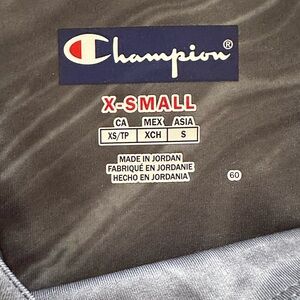 Champion®
X-SMALL
CA MEX ASIA
XS/TP XCH S
MADE IN JORDAN
FABRIQUÉ EN JORDANIE
HECHO EN JORDANIA
60